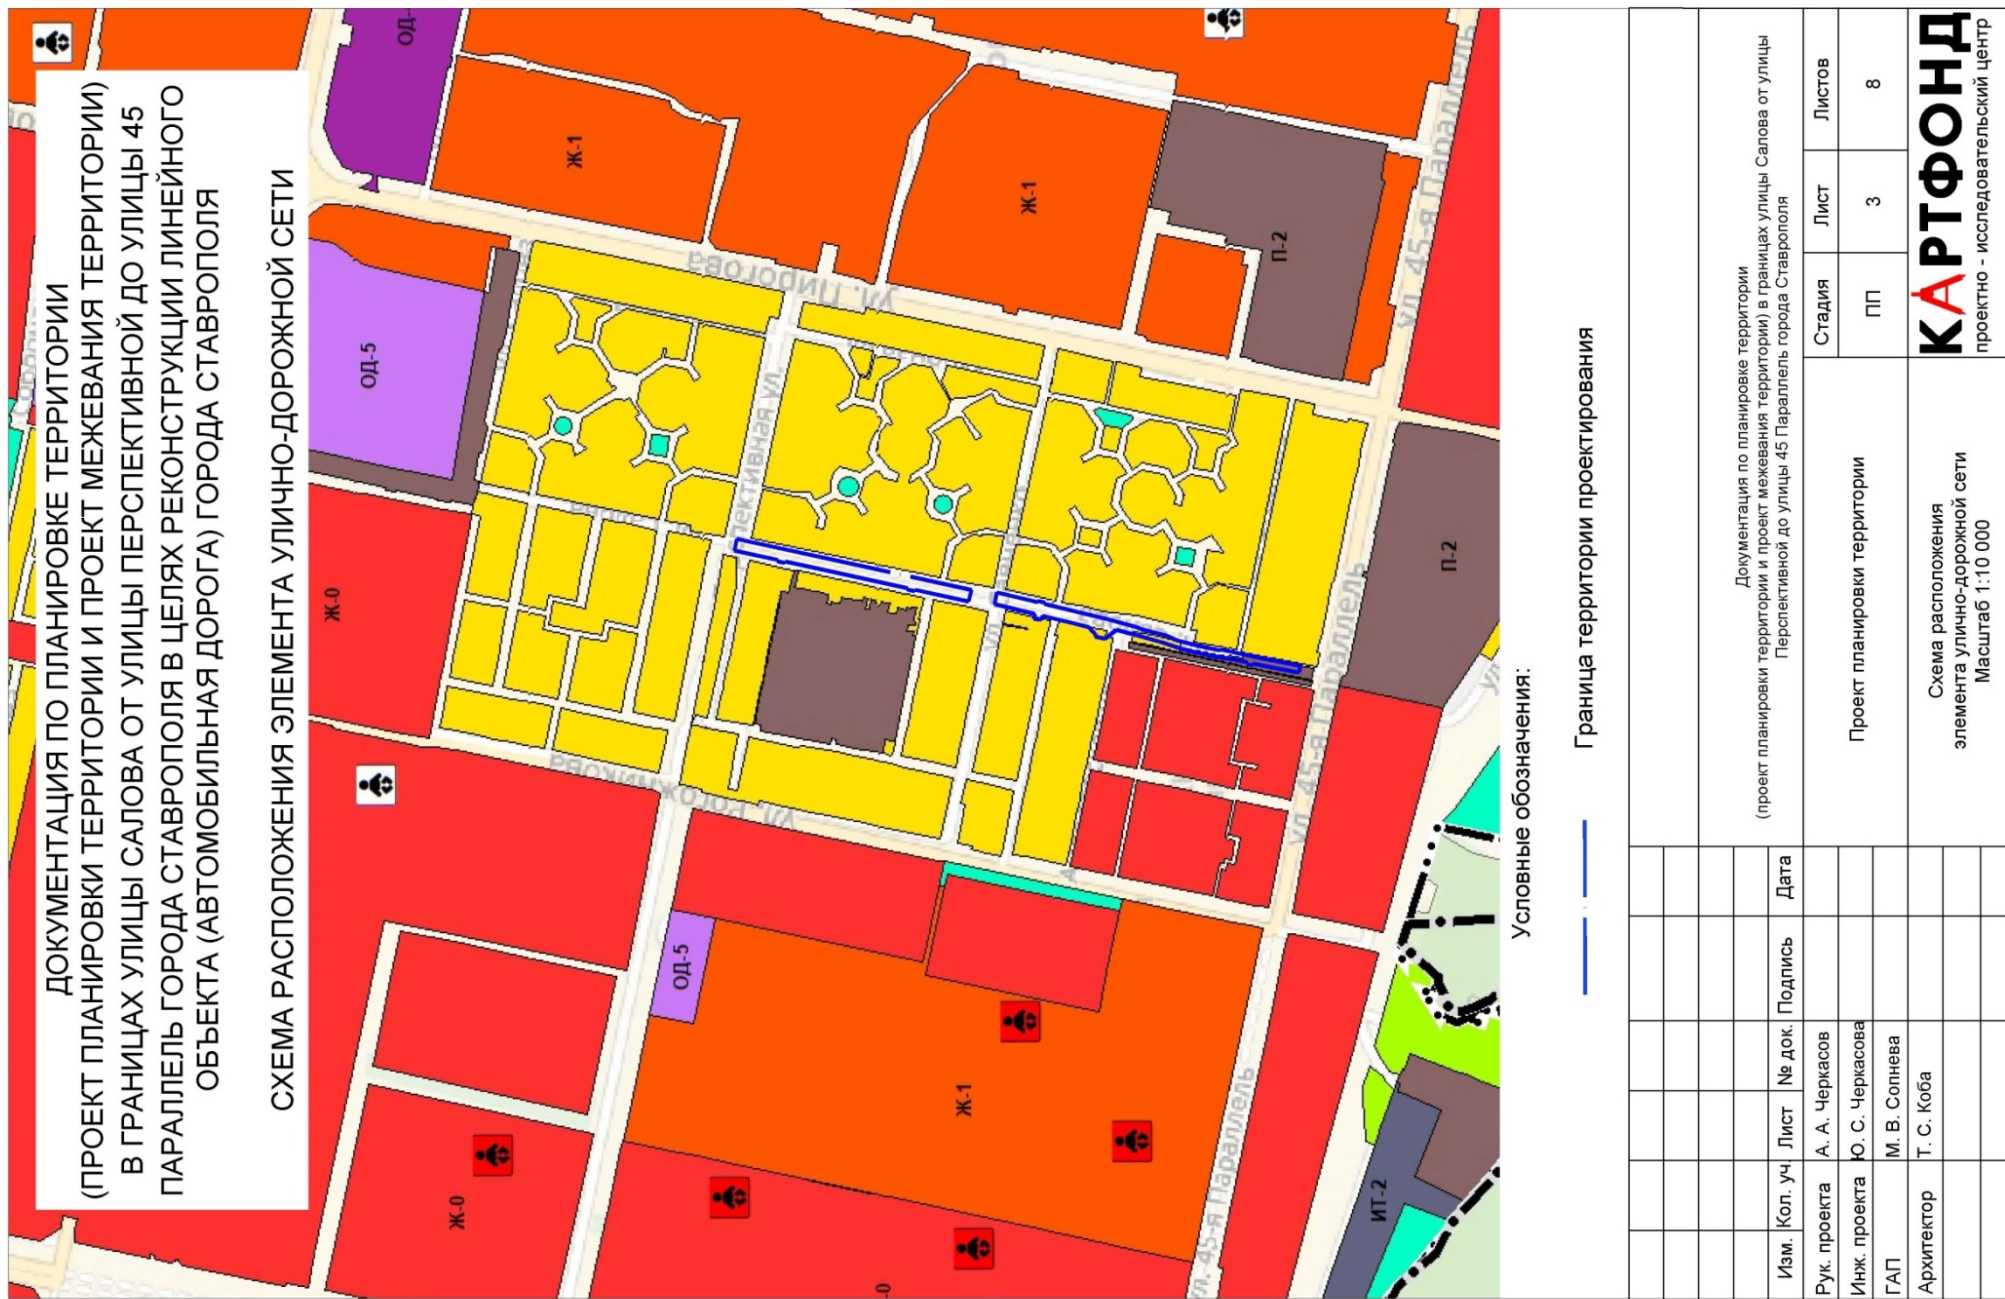 ДОКУМЕНТАЦИЯ ПО ПЛАНИРОВКЕ ТЕРРИТОРИИ
(ПРОЕКТ ПЛАНИРОВКИ ТЕРРИТОРИИ И ПРОЕКТ МЕЖЕВАНИЯ ТЕРРИТОРИИ)
В ГРАНИЦАХ УЛИЦЫ САЛОВА ОТ УЛИЦЫ ПЕРСПЕКТИВНОЙ ДО УЛИЦЫ 45
ПАРАЛЛЕЛЬ ГОРОДА СТАВРОПОЛЯ В ЦЕЛЯХ РЕКОНСТРУКЦИИ ЛИНЕЙНОГО
ОБЪЕКТА (АВТОМОБИЛЬНАЯ ДОРОГА) ГОРОДА СТАВРОПОЛЯ
СХЕМА РАСПОЛОЖЕНИЯ ЭЛЕМЕНТА УЛИЧНО-ДОРОЖНОЙ СЕТИ
ОД-5
Ж-1
Ж-0
Ж-1
П-2
ул. Пирогова
ул. Рогожникова
ОД-5
П-2
Ж-0
Ж-1
ИТ-2
ул. 45-я Параллель
ул. 45-я Параллель
ул. 45-я Параллель
Условные обозначения:
Граница территории проектирования
Документация по планировке территории
(проект планировки территории и проект межевания территории) в границах улицы Салова от улицы
Перспективной до улицы 45 Параллель города Ставрополя
Изм. Кол. уч. Лист № док. Подпись Дата
Рук. проекта А. А. Черкасов
Инж. проекта Ю. С. Черкасова
ГАП М. В. Сопнева
Архитектор Т. С. Коба
Проект планировки территории
Стадия Лист Листов
ПП 3 8
Схема расположения
элемента улично-дорожной сети
Масштаб 1:10 000
КАРТФОНД
проектно - исследовательский центр